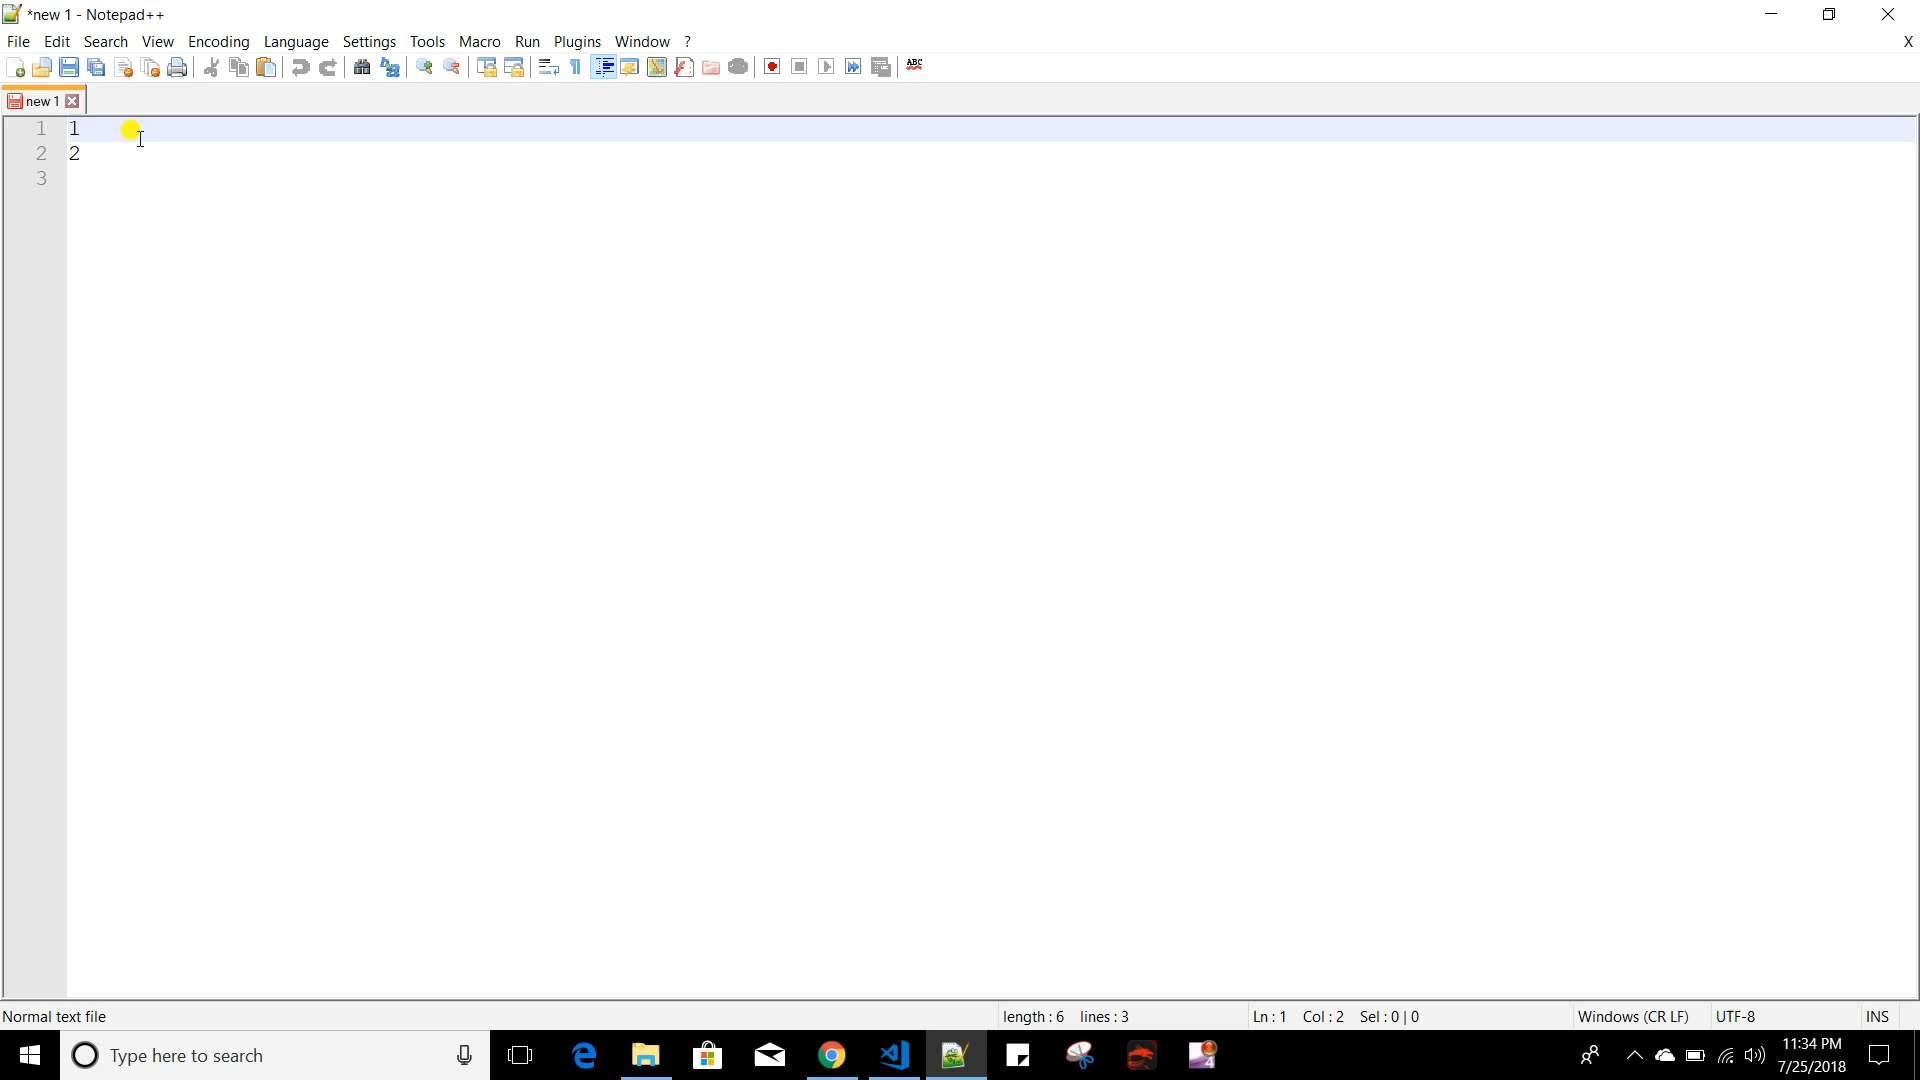 *new 1 - Notepad++
File Edit Search View Encoding Language Settings Tools Macro Run Plugins Window ? X
ABC
new 1
1 1
2 2
3
Normal text file length : 6 lines : 3 Ln : 1 Col : 2 Sel : 0 | 0 Windows (CR LF) UTF-8 INS
Type here to search
11:34 PM
7/25/2018